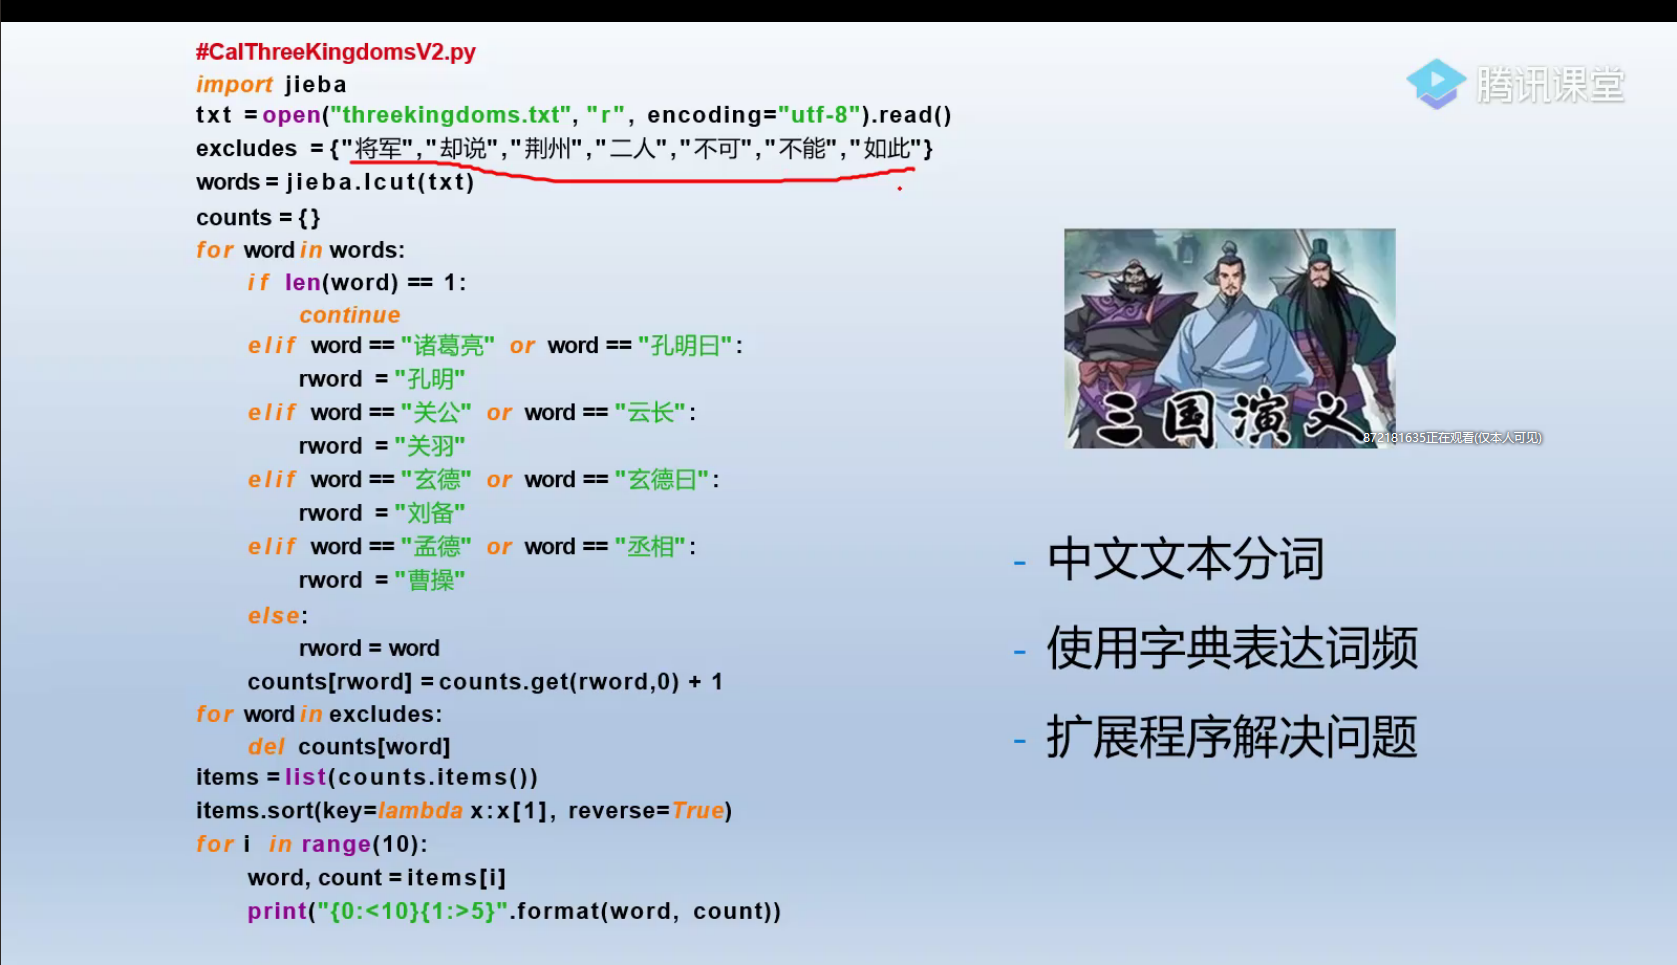 #CalThreeKingdomsV2.py
import jieba
txt = open("threekingdoms.txt", "r", encoding="utf-8").read()
excludes = {"将军","却说","荆州","二人","不可","不能","如此"}
words = jieba.lcut(txt)
counts = {}
for word in words:
    if len(word) == 1:
        continue
    elif word == "诸葛亮" or word == "孔明曰":
        rword = "孔明"
    elif word == "关公" or word == "云长":
        rword = "关羽"
    elif word == "玄德" or word == "玄德曰":
        rword = "刘备"
    elif word == "孟德" or word == "丞相":
        rword = "曹操"
    else:
        rword = word
    counts[rword] = counts.get(rword,0) + 1
for word in excludes:
    del counts[word]
items = list(counts.items())
items.sort(key=lambda x:x[1], reverse=True)
for i in range(10):
    word, count = items[i]
    print("{0:<10}{1:>5}".format(word, count))
腾讯课堂
三国演义
872181635正在观看(仅本人可见)
- 中文文本分词
- 使用字典表达词频
- 扩展程序解决问题